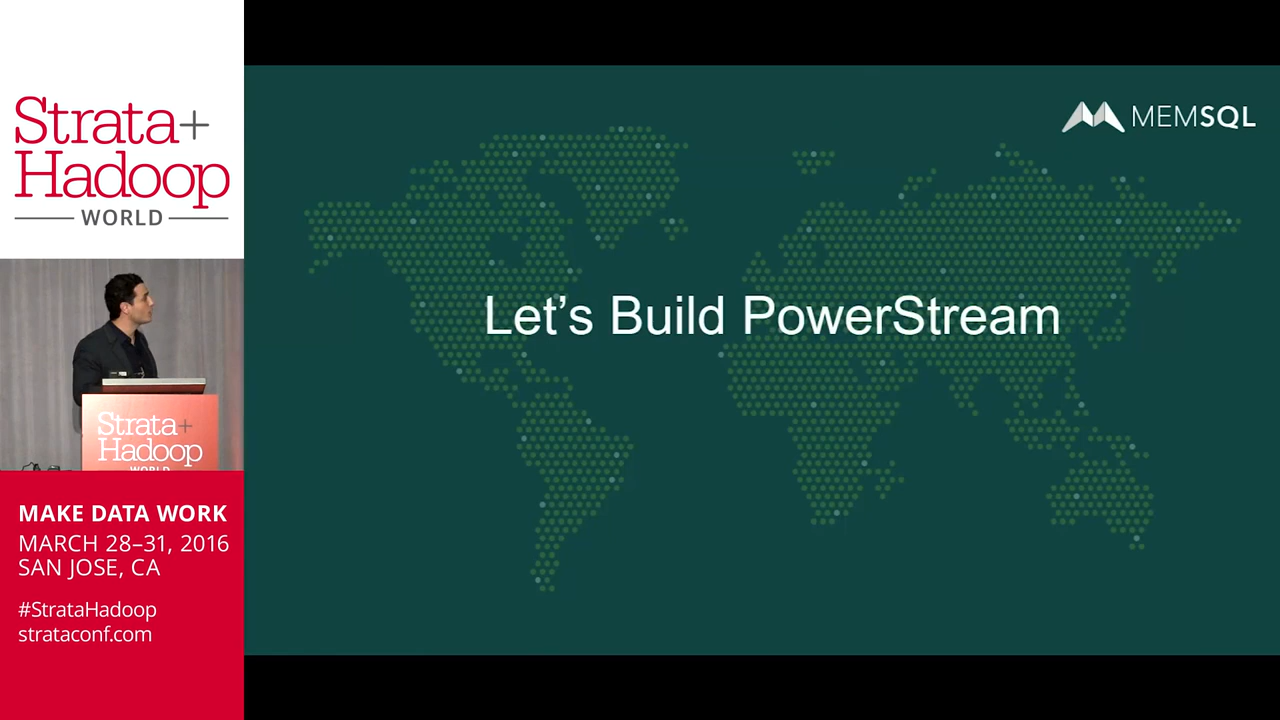 Strata+
Hadoop
WORLD
Strata+
Hadoop
WORLD
MAKE DATA WORK
MARCH 28–31, 2016
SAN JOSE, CA
#StrataHadoop
strataconf.com
MEMSQL
Let’s Build PowerStream